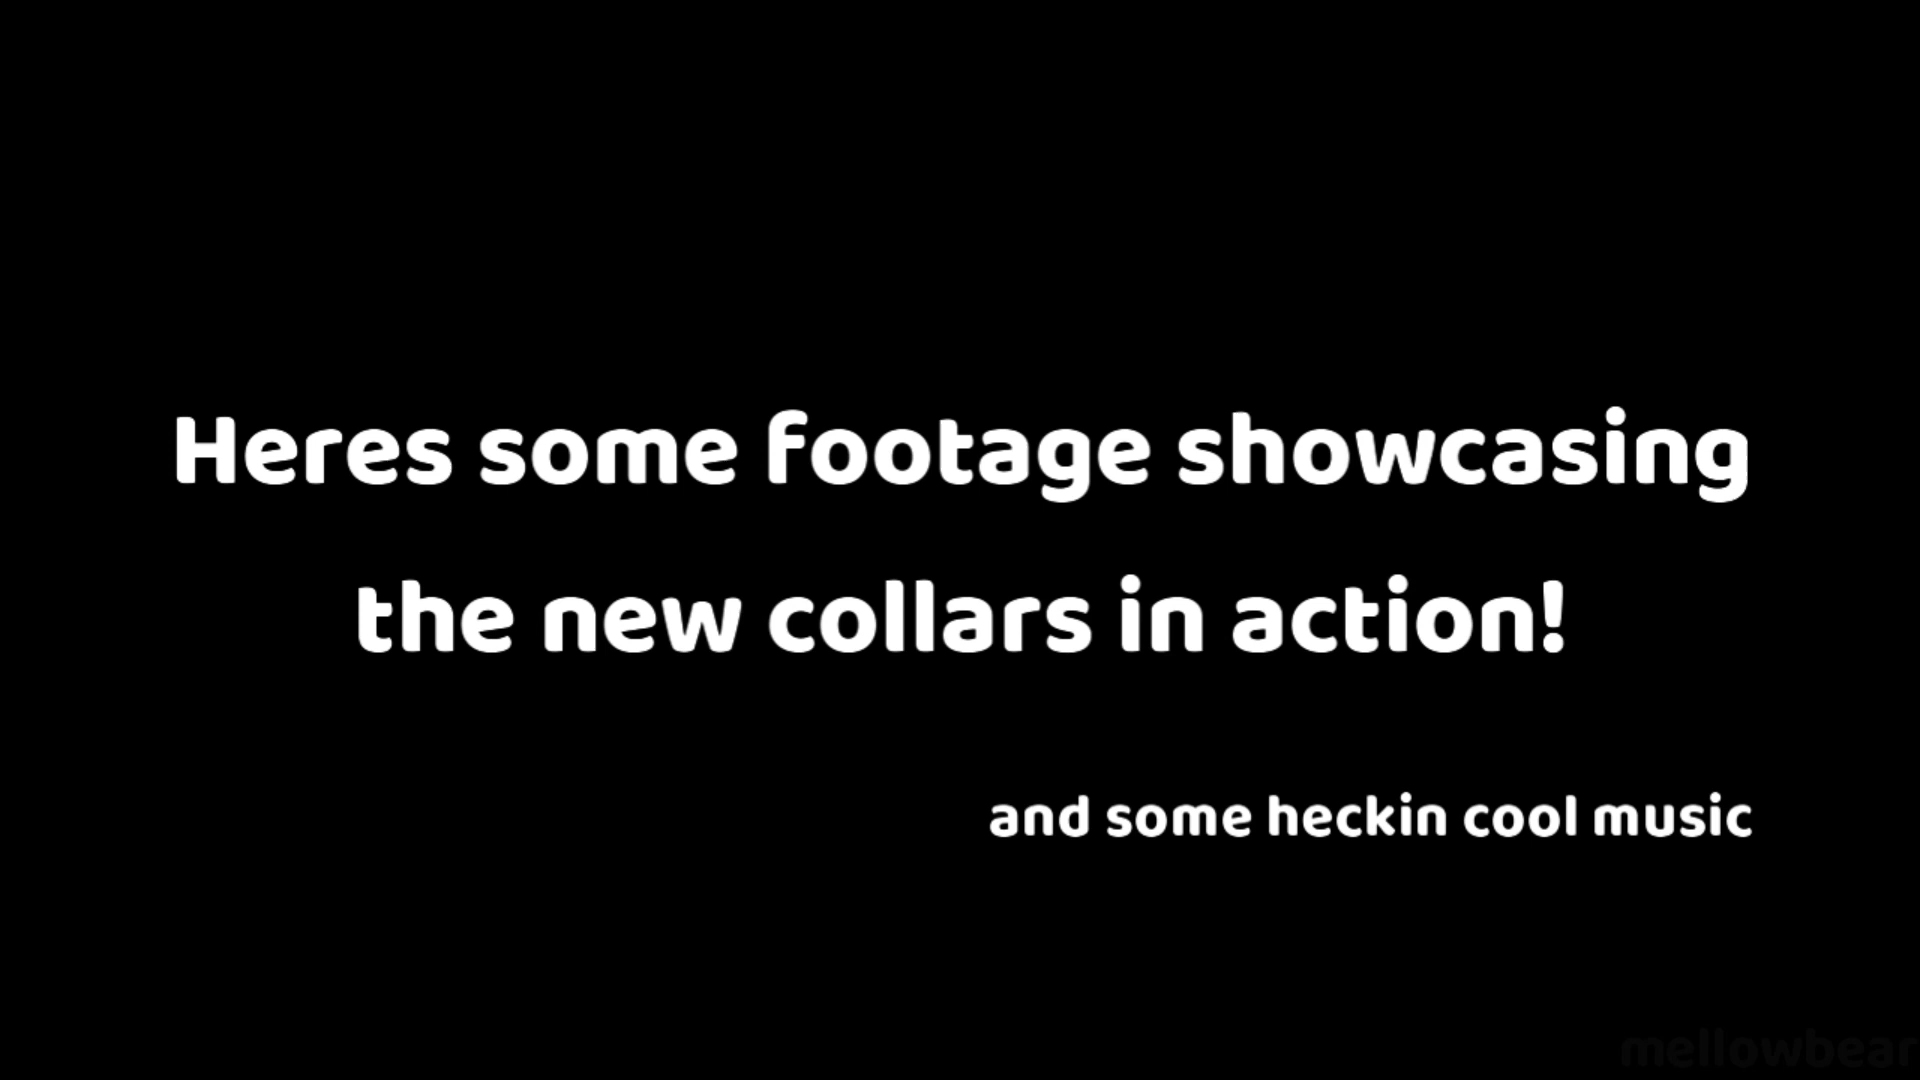 Heres some footage showcasing
the new collars in action!
and some heckin cool music
mellowbear